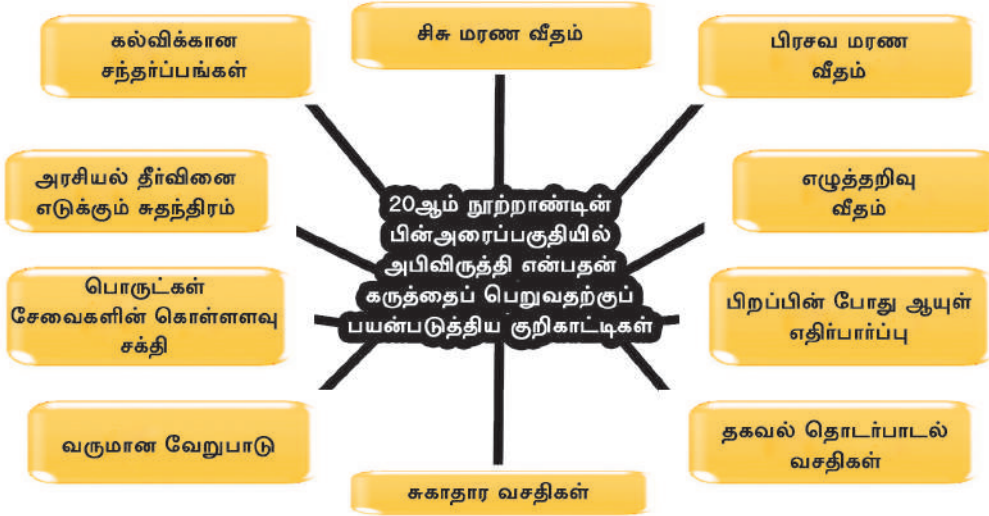 சிசு மரண வீதம்
கல்விக்கான
சந்தர்ப்பங்கள்
பிரசவ மரண
வீதம்
அரசியல் தீர்வினை
எடுக்கும் சுதந்திரம்
எழுத்தறிவு
வீதம்
20ஆம் நூற்றாண்டின்
பின்அரைப்பகுதியில்
அபிவிருத்தி என்பதன்
கருத்தைப் பெறுவதற்குப்
பயன்படுத்திய குறிகாட்டிகள்
பொருட்கள்
சேவைகளின் கொள்ளளவு
சக்தி
பிறப்பின் போது ஆயுள்
எதிர்பார்ப்பு
வருமான வேறுபாடு
தகவல் தொடர்பாடல்
வசதிகள்
சுகாதார வசதிகள்